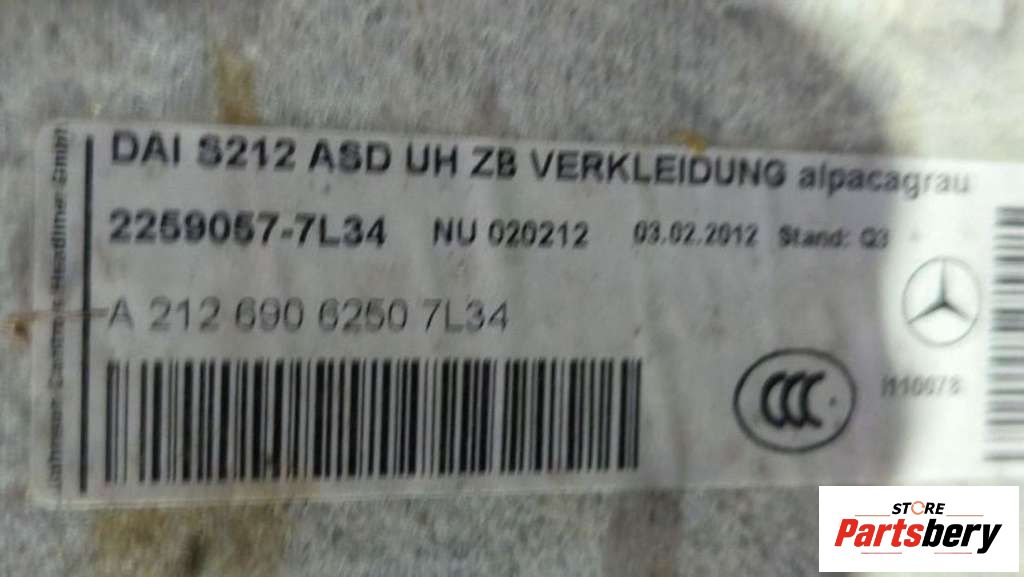 DAI S212 ASD UH ZB VERKLEIDUNG alpacagrau
2259057-7L34 NU 020212 03.02.2012 Stand: Q3
A 212 690 6250 7L34
CCC
STORE
Partsbery